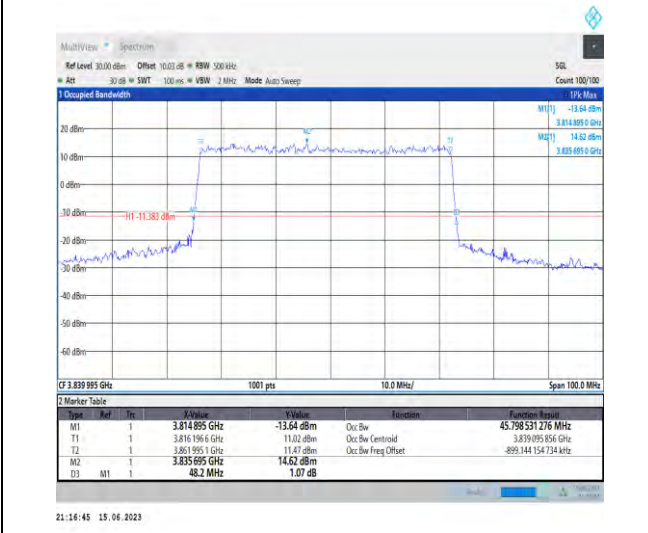 MultiView Spectrum
Ref Level 30.00 dBm Offset 10.03 dB RBW 500 kHz SGL
Att 30 dB SWT 100 ms VBW 2 MHz Mode Auto Sweep Count 100/100
1 Occupied Bandwidth 1Pk Max
M1[1] -13.64 dBm
3.814 895 0 GHz
M2[1] 14.62 dBm
3.835 695 0 GHz
20 dBm
10 dBm
0 dBm
-10 dBm
H1 -11.383 dBm
-20 dBm
-30 dBm
-40 dBm
-50 dBm
-60 dBm
CF 3.839 995 GHz 1001 pts 10.0 MHz/ Span 100.0 MHz
2 Marker Table
Type Ref Trc X-Value Y-Value Function Function Result
M1 1 3.814 895 GHz -13.64 dBm Occ Bw 45.798 531 276 MHz
T1 1 3.816 196 6 GHz 11.02 dBm Occ Bw Centroid 3.839 095 856 GHz
T2 1 3.861 995 1 GHz 11.47 dBm Occ Bw Freq Offset -899.144 154 734 kHz
M2 1 3.835 695 GHz 14.62 dBm
D3 M1 1 48.2 MHz 1.07 dB
21:16:45 15.06.2023